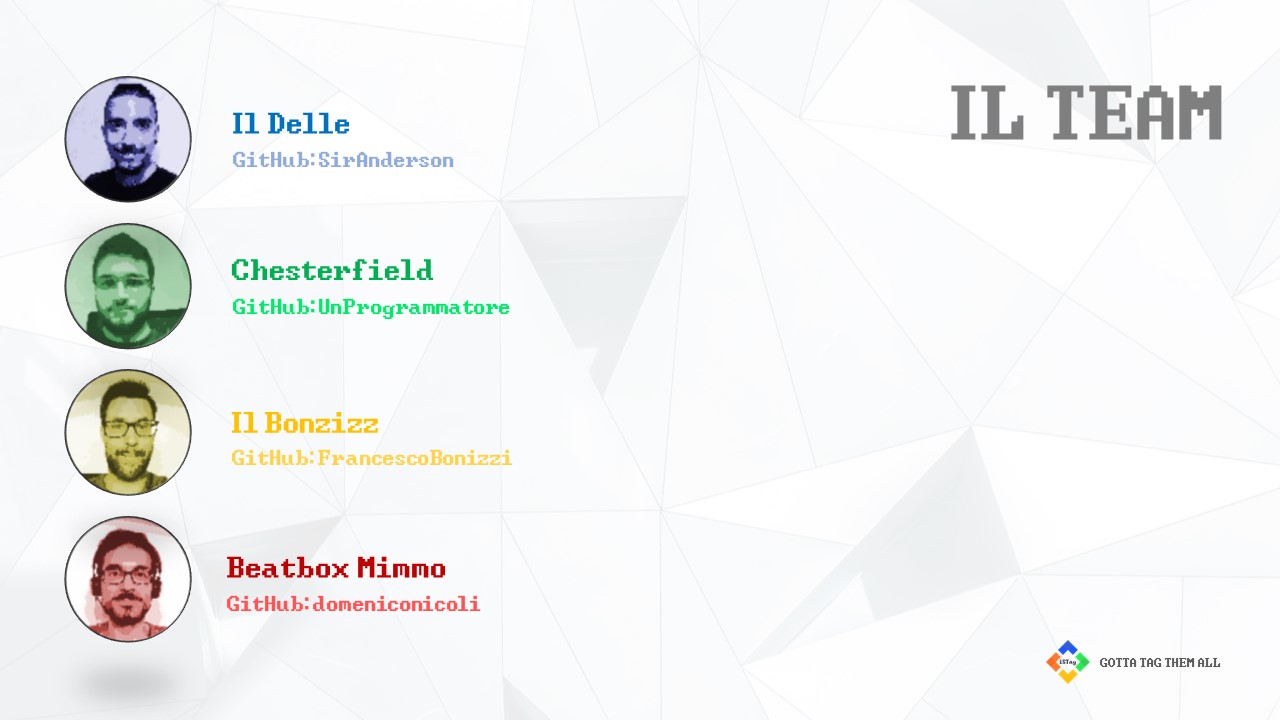 IL TEAM
Il Delle
GitHub:SirAnderson
Chesterfield
GitHub:UnProgrammatore
Il Bonzizz
GitHub:FrancescoBonizzi
Beatbox Mimmo
GitHub:domeniconicoli
GOTTA TAG THEM ALL